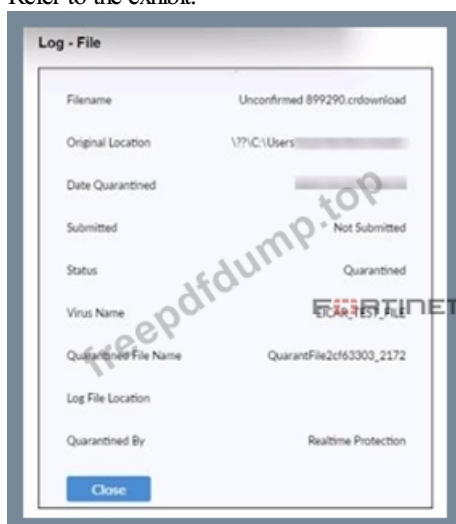 Refer to the exhibit.
Log - File
Filename Unconfirmed 899290.crdownload
Original Location \??\C:\Users
Date Quarantined
Submitted Not Submitted
Status Quarantined
Virus Name EICAR_TEST_FILE
Quarantined File Name QuarantFile2cf63303_2172
Log File Location
Quarantined By Realtime Protection
Close
freepdfdump.top
FORTINET